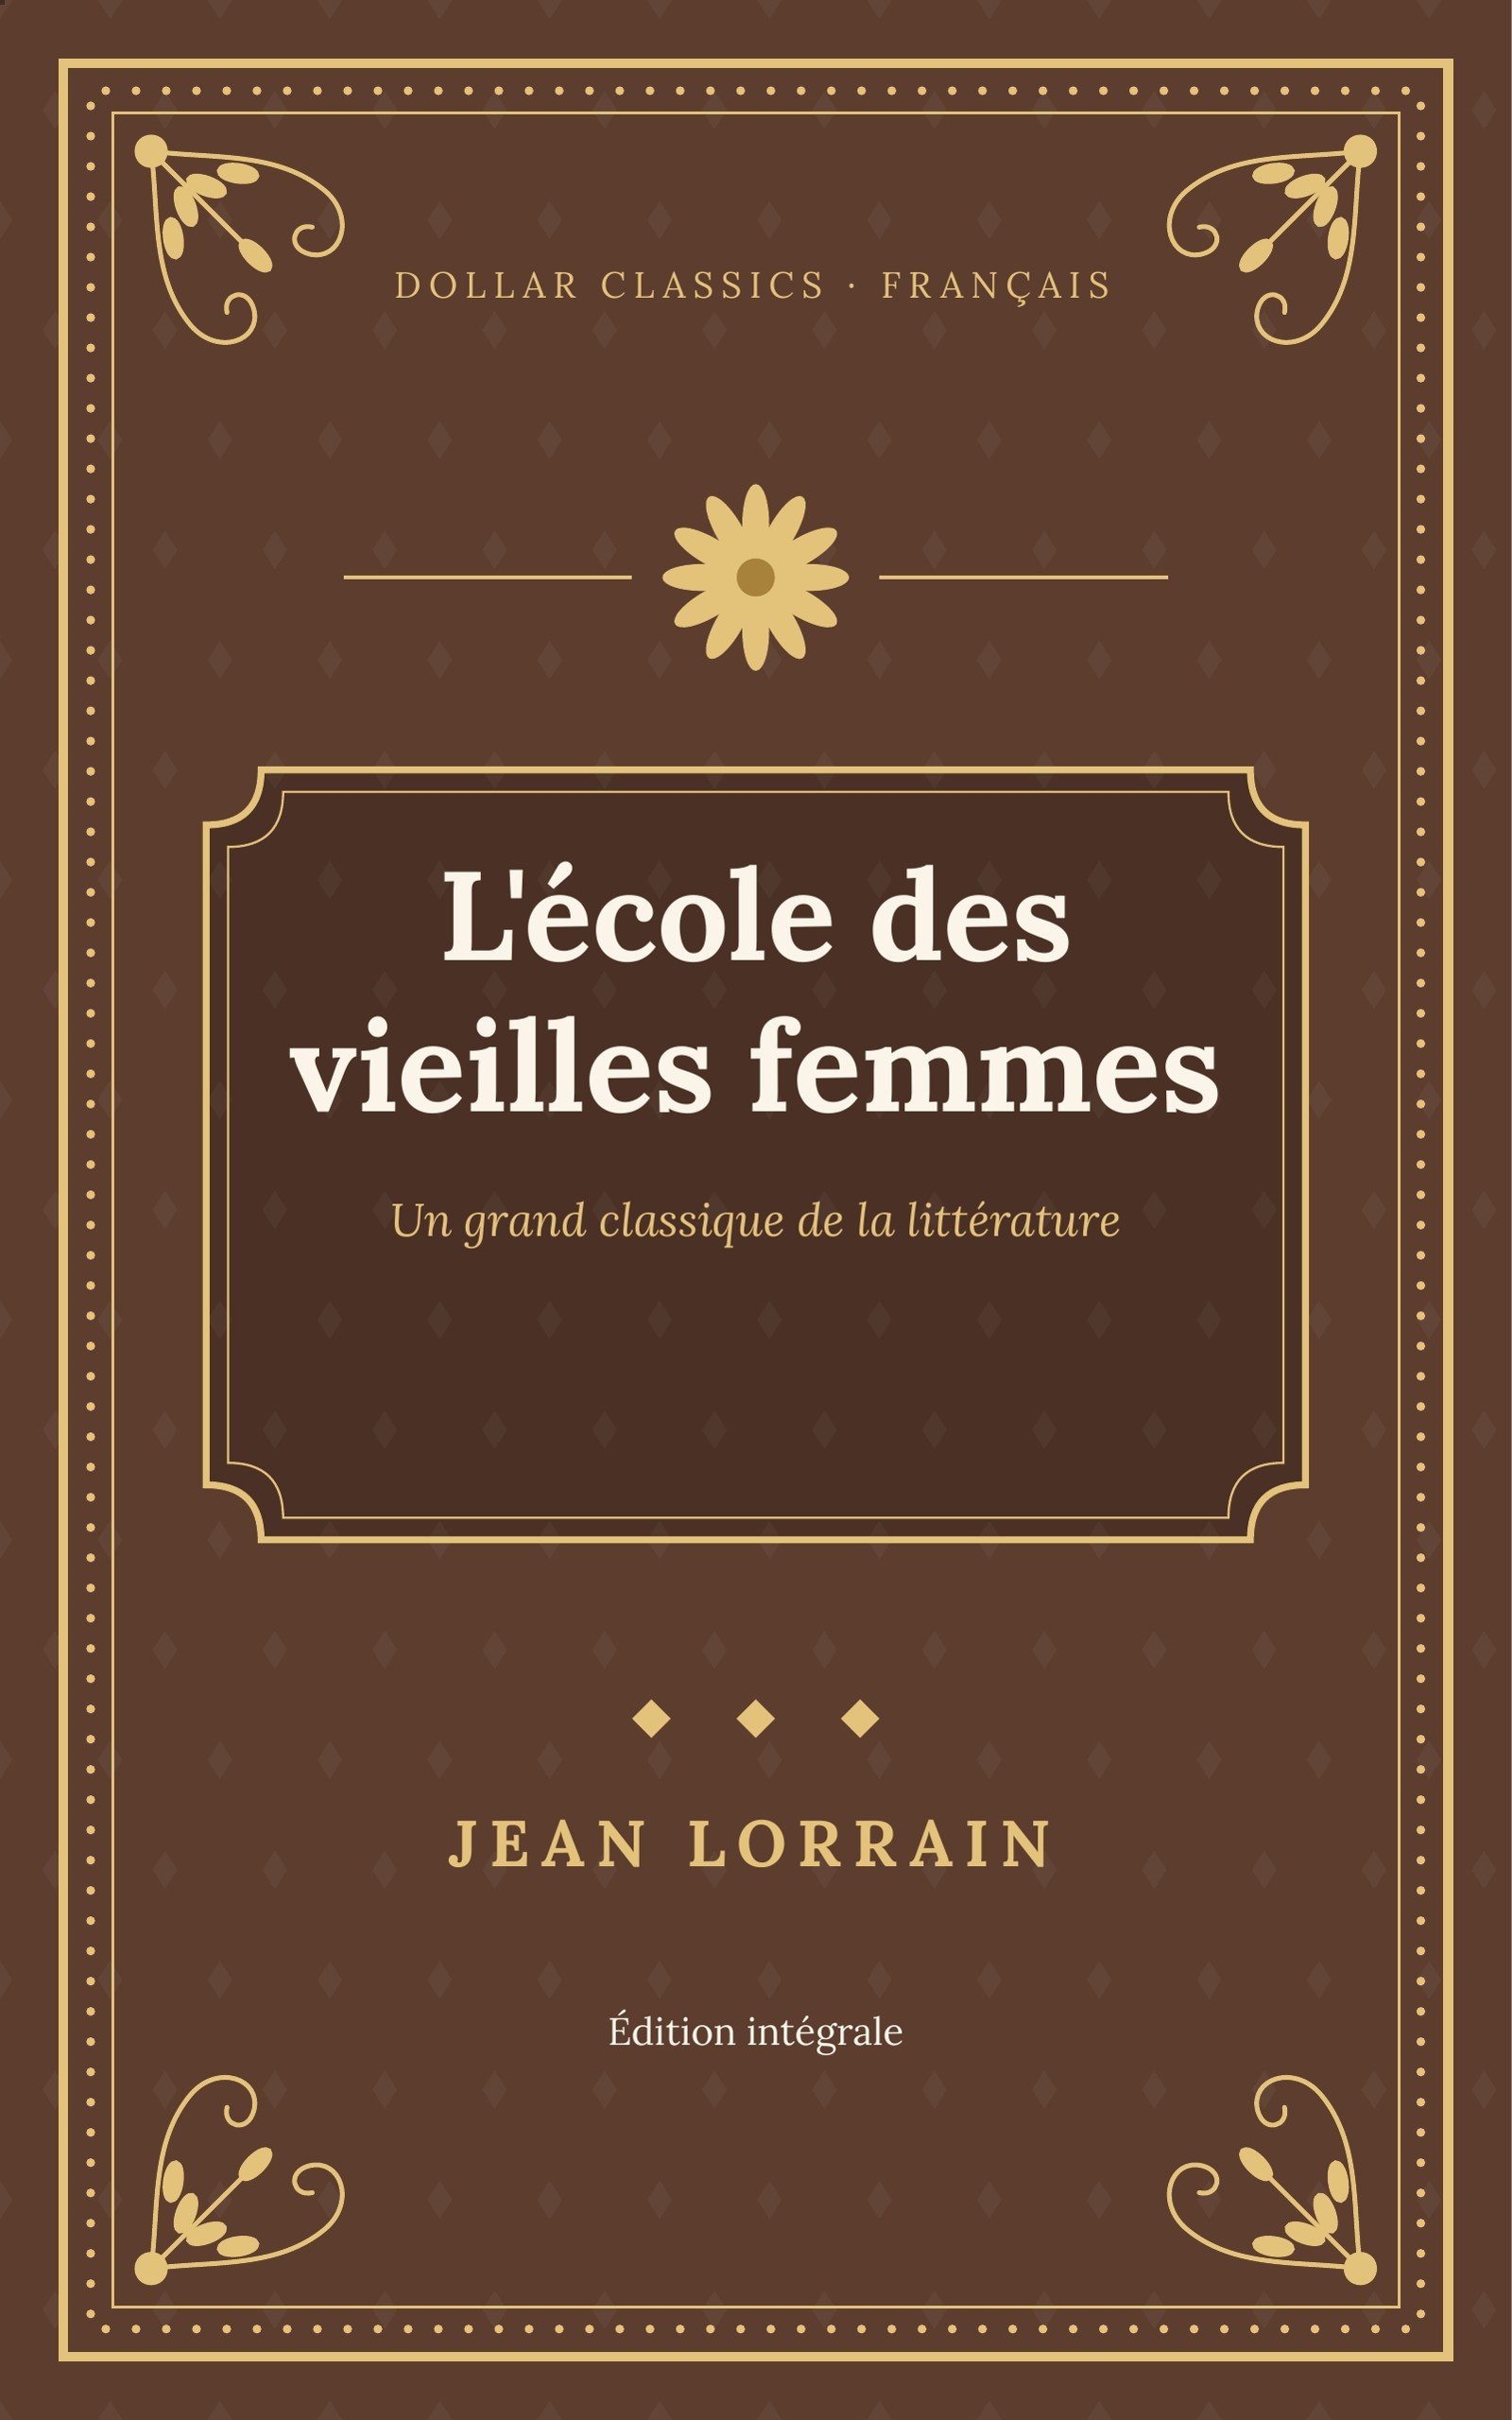 DOLLAR CLASSICS · FRANÇAIS
L'école des
vieilles femmes
Un grand classique de la littérature
JEAN LORRAIN
Édition intégrale